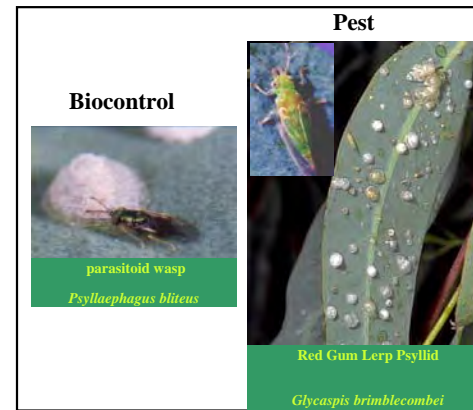 Pest
Biocontrol
parasitoid wasp
Psyllaephagus bliteus
Red Gum Lerp Psyllid
Glycaspis brimblecombei